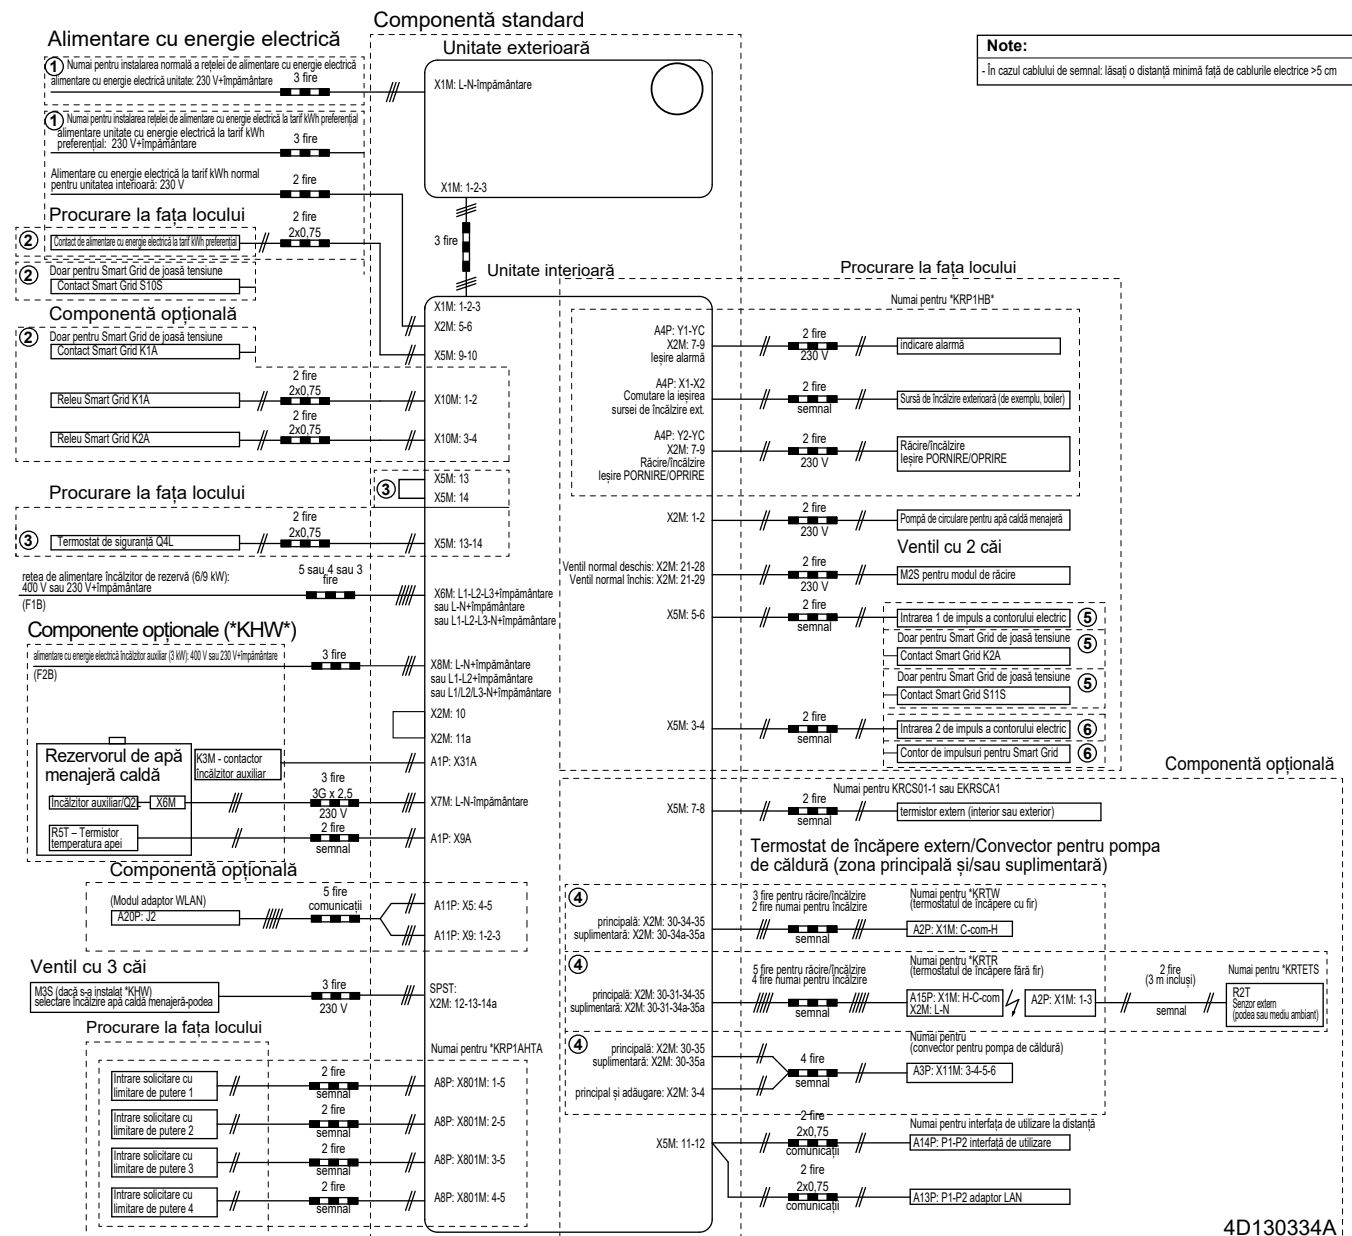 Componentă standard
Alimentare cu energie electrică
Unitate exterioară
Note:
- În cazul cablului de semnal: lăsați o distanță minimă față de cablurile electrice >5 cm
1 Numai pentru instalarea normală a rețelei de alimentare cu energie electrică
alimentare cu energie electrică unitate: 230 V+împământare
3 fire
X1M: L-N-împământare
1 Numai pentru instalarea rețelei de alimentare cu energie electrică la tarif kWh preferențial
alimentare unitate cu energie electrică la tarif kWh
preferențial: 230 V+împământare
3 fire
Alimentare cu energie electrică la tarif kWh normal
pentru unitatea interioară: 230 V
2 fire
X1M: 1-2-3
Procurare la fața locului
2 fire
2x0,75
2 Contact de alimentare cu energie electrică la tarif kWh preferențial
3 fire
2 Doar pentru Smart Grid de joasă tensiune
Contact Smart Grid S10S
Unitate interioară
X1M: 1-2-3
X2M: 5-6
X5M: 9-10
Componentă opțională
2 Doar pentru Smart Grid de joasă tensiune
Contact Smart Grid K1A
2 fire
2x0,75
Releu Smart Grid K1A
X10M: 1-2
2 fire
2x0,75
Releu Smart Grid K2A
X10M: 3-4
3
X5M: 13
X5M: 14
Procurare la fața locului
2 fire
2x0,75
3 Termostat de siguranță Q4L
X5M: 13-14
rețea de alimentare încălzitor de rezervă (6/9 kW):
400 V sau 230 V+împământare
(F1B)
5 sau 4 sau 3
fire
X6M: L1-L2-L3+împământare
sau L-N+împământare
sau L1-L2-L3-N+împământare
Componente opționale (*KHW*)
alimentare cu energie electrică încălzitor auxiliar (3 kW): 400 V sau 230 V+împământare
(F2B)
3 fire
X8M: L-N+împământare
sau L1-L2+împământare
sau L1/L2/L3-N+împământare
X2M: 10
X2M: 11a
Rezervorul de apă
menajeră caldă
K3M - contactor
încălzitor auxiliar
A1P: X31A
Încălzitor auxiliar/Q2L
X6M
3 fire
3G x 2,5
230 V
X7M: L-N-împământare
R5T – Termistor
temperatura apei
2 fire
semnal
A1P: X9A
Componentă opțională
(Modul adaptor WLAN)
A20P: J2
5 fire
comunicații
A11P: X5: 4-5
A11P: X9: 1-2-3
Ventil cu 3 căi
M3S (dacă s-a instalat *KHW)
selectare încălzire apă caldă menajeră-podea
3 fire
230 V
SPST:
X2M: 12-13-14a
Procurare la fața locului
Numai pentru *KRP1AHTA
Intrare solicitare cu
limitare de putere 1
2 fire
semnal
A8P: X801M: 1-5
Intrare solicitare cu
limitare de putere 2
2 fire
semnal
A8P: X801M: 2-5
Intrare solicitare cu
limitare de putere 3
2 fire
semnal
A8P: X801M: 3-5
Intrare solicitare cu
limitare de putere 4
2 fire
semnal
A8P: X801M: 4-5
Procurare la fața locului
Numai pentru *KRP1HB*
A4P: Y1-YC
X2M: 7-9
Ieșire alarmă
2 fire
230 V
indicare alarmă
A4P: X1-X2
Comutare la ieșirea
sursei de încălzire ext.
2 fire
semnal
Sursă de încălzire exterioară (de exemplu, boiler)
A4P: Y2-YC
X2M: 7-9
Răcire/încălzire
Ieșire PORNIRE/OPRIRE
2 fire
230 V
Răcire/încălzire
Ieșire PORNIRE/OPRIRE
X2M: 1-2
2 fire
230 V
Pompă de circulare pentru apă caldă menajeră
Ventil cu 2 căi
Ventil normal deschis: X2M: 21-28
Ventil normal închis: X2M: 21-29
2 fire
230 V
M2S pentru modul de răcire
X5M: 5-6
2 fire
semnal
Intrarea 1 de impuls a contorului electric 5
Doar pentru Smart Grid de joasă tensiune
Contact Smart Grid K2A 5
Doar pentru Smart Grid de joasă tensiune
Contact Smart Grid S11S 5
X5M: 3-4
2 fire
semnal
Intrarea 2 de impuls a contorului electric 6
Contor de impulsuri pentru Smart Grid 6
Componentă opțională
Numai pentru KRCS01-1 sau EKRSCA1
X5M: 7-8
2 fire
semnal
termistor extern (interior sau exterior)
Termostat de încăpere extern/Convector pentru pompa
de căldură (zona principală și/sau suplimentară)
4
3 fire pentru răcire/încălzire
2 fire numai pentru încălzire
Numai pentru *KRTW
(termostatul de încăpere cu fir)
principală: X2M: 30-34-35
suplimentară: X2M: 30-34a-35a
semnal
A2P: X1M: C-com-H
4
5 fire pentru răcire/încălzire
4 fire numai pentru încălzire
Numai pentru *KRTR
(termostatul de încăpere fără fir)
2 fire
(3 m incluși)
Numai pentru *KRTETS
principală: X2M: 30-31-34-35
suplimentară: X2M: 30-31-34a-35a
semnal
A15P: X1M: H-C-com
X2M: L-N
A2P: X1M: 1-3
semnal
R2T
Senzor extern
(podea sau mediu ambiant)
4
principală: X2M: 30-35
suplimentară: X2M: 30-35a
principal și adăugare: X2M: 3-4
4 fire
semnal
Numai pentru
(convector pentru pompa de căldură)
A3P: X11M: 3-4-5-6
X5M: 11-12
2 fire
2x0,75
comunicații
Numai pentru interfața de utilizare la distanță
A14P: P1-P2 interfață de utilizare
2 fire
2x0,75
comunicații
A13P: P1-P2 adaptor LAN
4D130334A